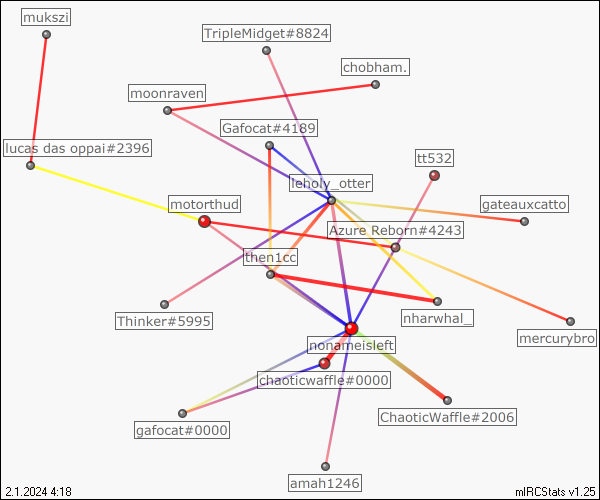 mukszi
TripleMidget#8824
chobham.
moonraven
Gafocat#4189
lucas das oppai#2396
tt532
leholy_otter
motorthud
gateauxcatto
Azure Reborn#4243
then1cc
Thinker#5995
nharwhal_
mercurybro
nonameisleft
chaoticwaffle#0000
ChaoticWaffle#2006
gafocat#0000
amah1246
2.1.2024 4:18
mIRCStats v1.25